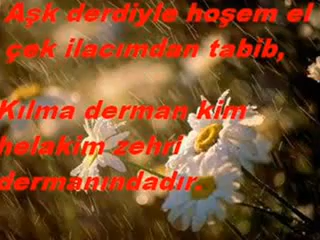 Aşk derdiyle hoşem el
çek ilacımdan tabib,
Kılma derman kim
helakim zehri
dermanındadır.